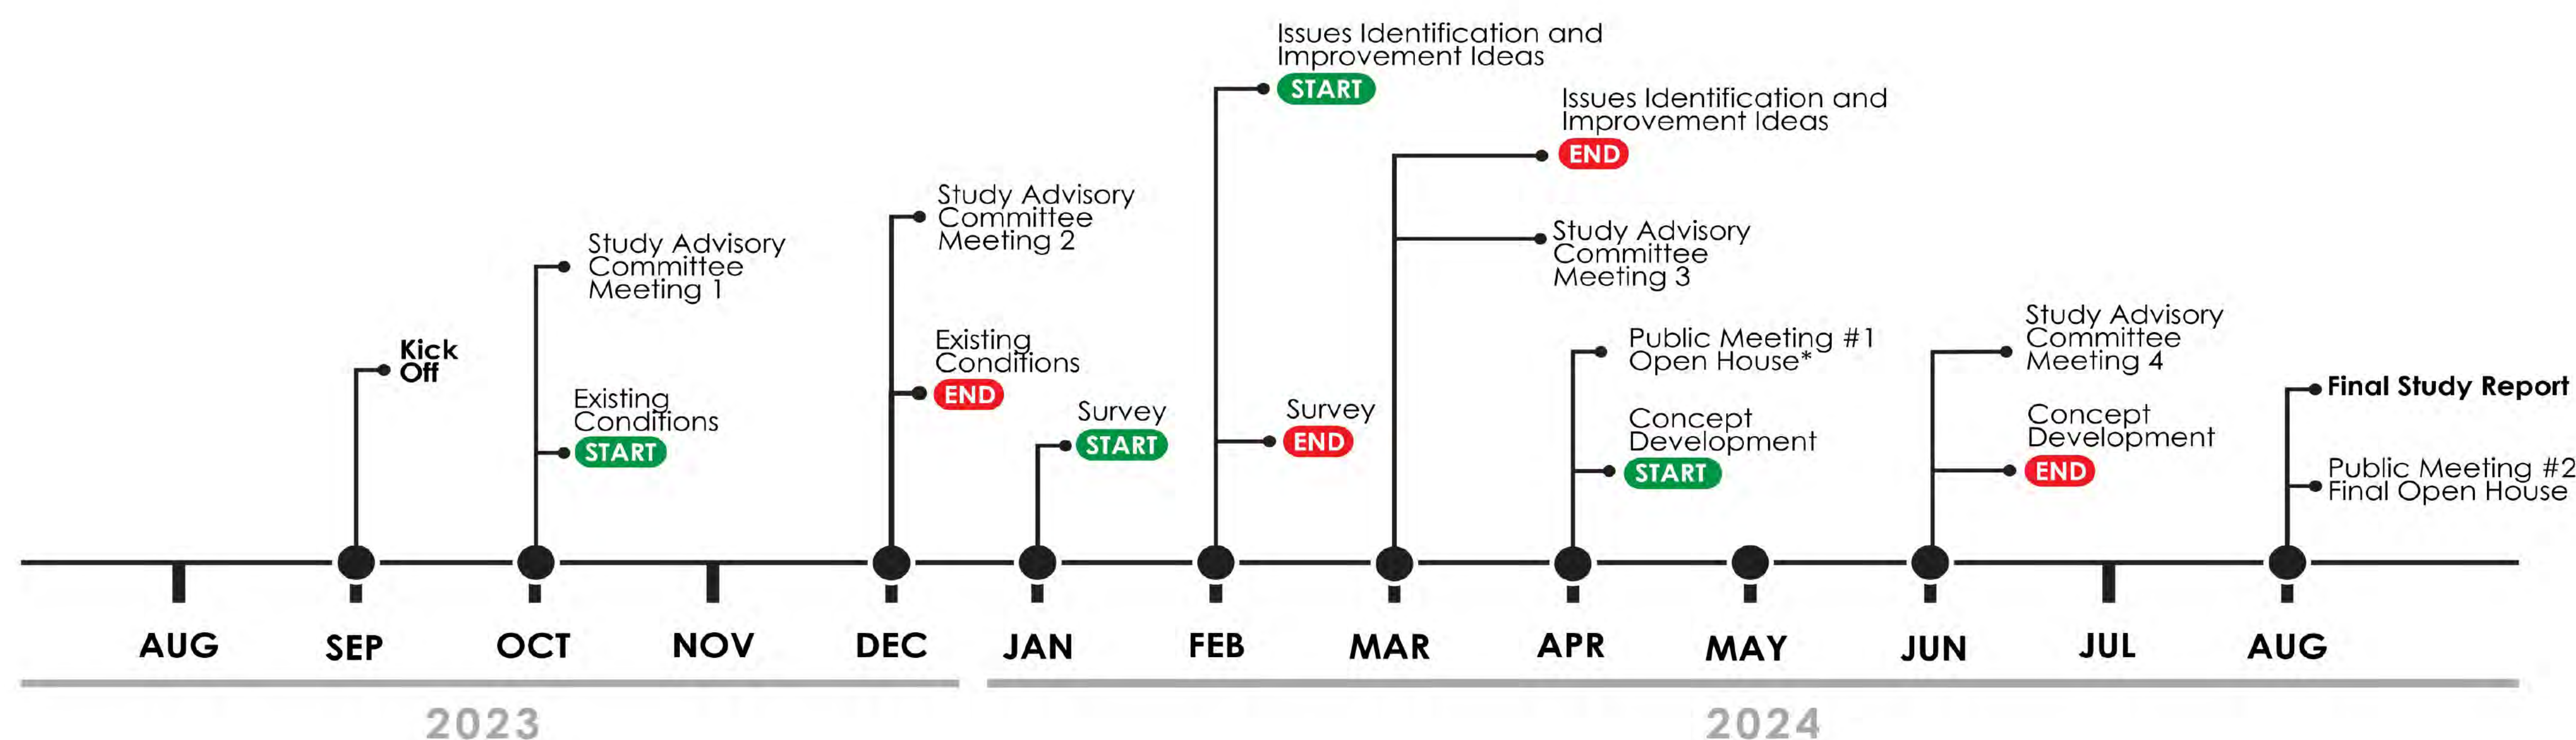 Issues Identification and
Improvement Ideas
START
Issues Identification and
Improvement Ideas
END
Study Advisory
Committee
Meeting 2
Study Advisory
Committee
Meeting 3
Study Advisory
Committee
Meeting 1
Study Advisory
Committee
Meeting 4
Kick
Off
Existing
Conditions
END
Public Meeting #1
Open House*
Final Study Report
Existing
Conditions
START
Survey
START
Survey
END
Concept
Development
START
Concept
Development
END
Public Meeting #2
Final Open House
AUG SEP OCT NOV DEC JAN FEB MAR APR MAY JUN JUL AUG
2023 2024